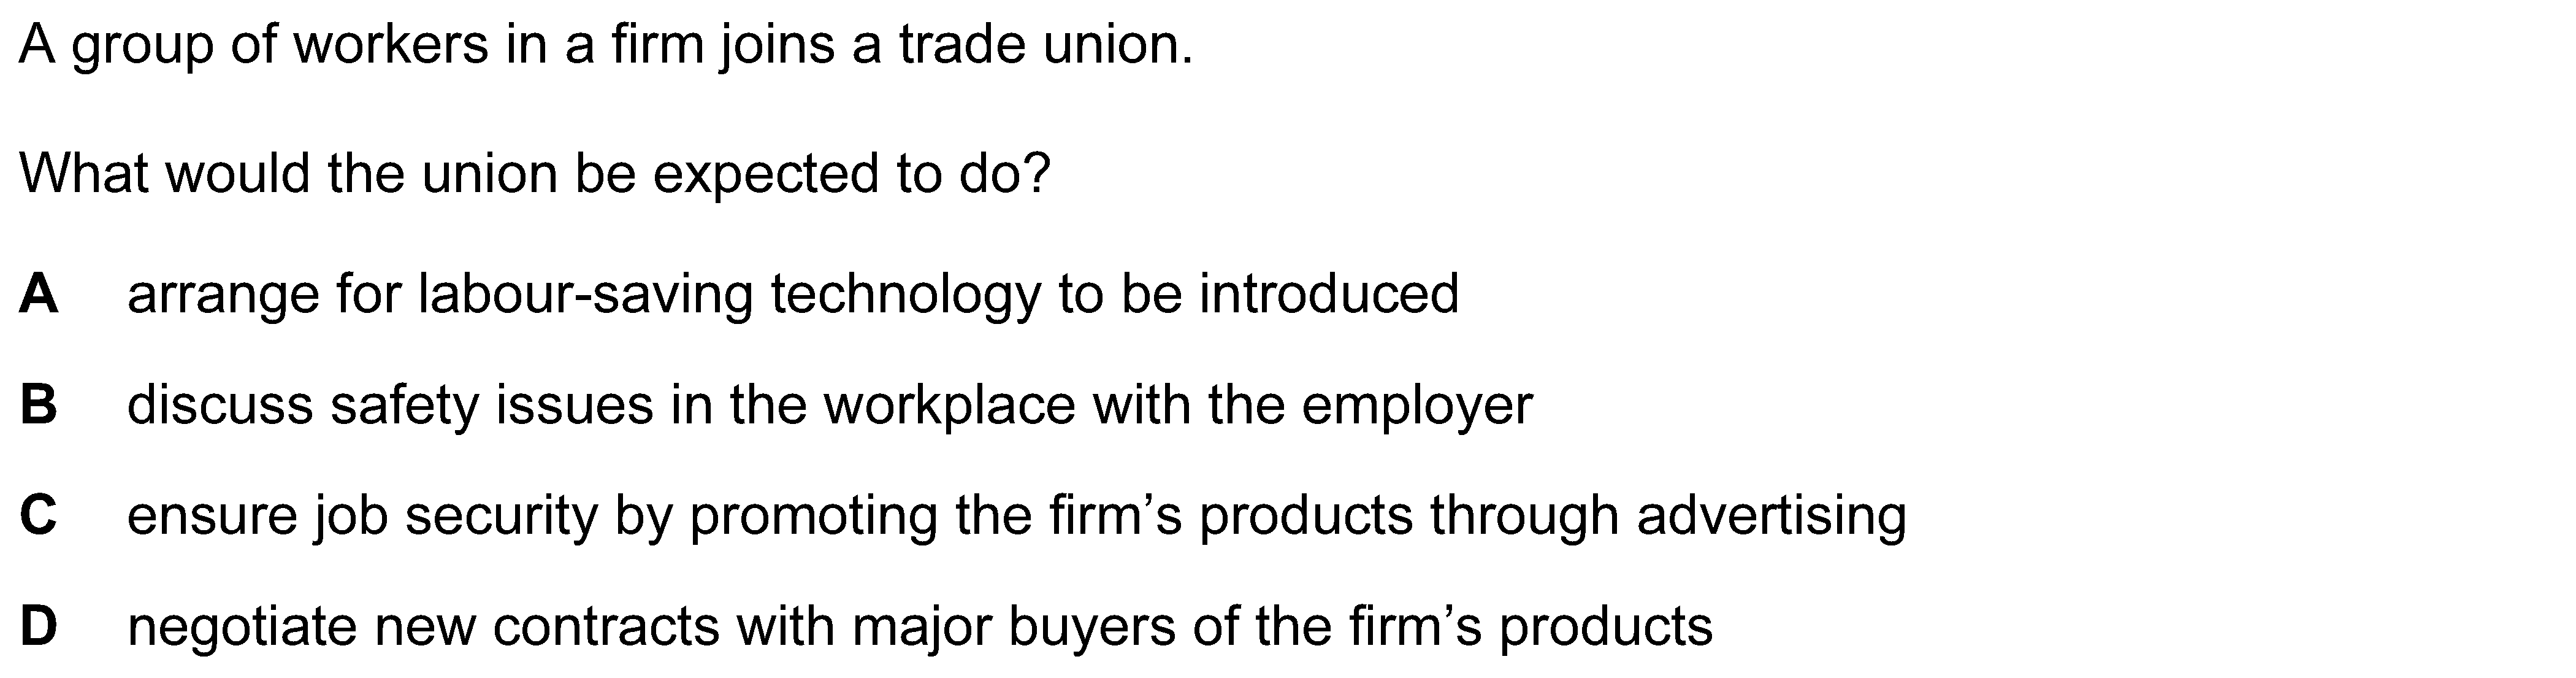 A group of workers in a firm joins a trade union.
What would the union be expected to do?
A arrange for labour-saving technology to be introduced
B discuss safety issues in the workplace with the employer
C ensure job security by promoting the firm’s products through advertising
D negotiate new contracts with major buyers of the firm’s products